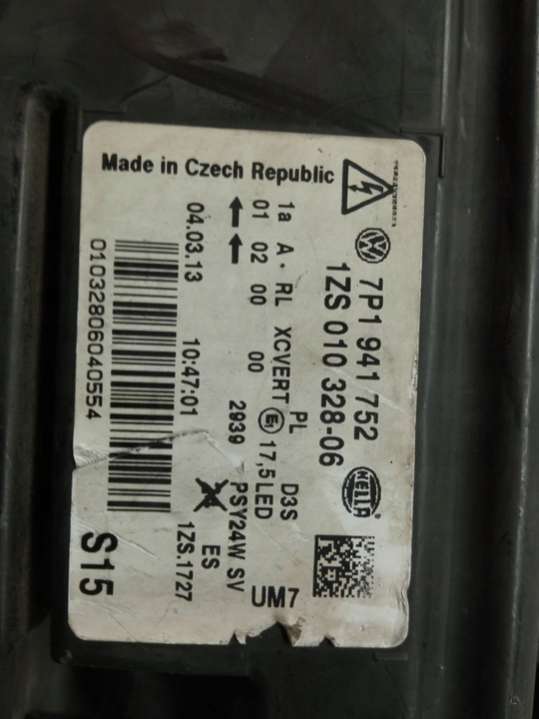 Made in Czech Republic
7P1 941 752
1ZS 010 328-06
HELLA
1a A · RL XCVERT PL D3S
01 02 00 00 E1 17,5 LED
2939 PSY24W SV
04.03.13 10:47:01 ES
1ZS.1727
UM7
01032806040554
S15